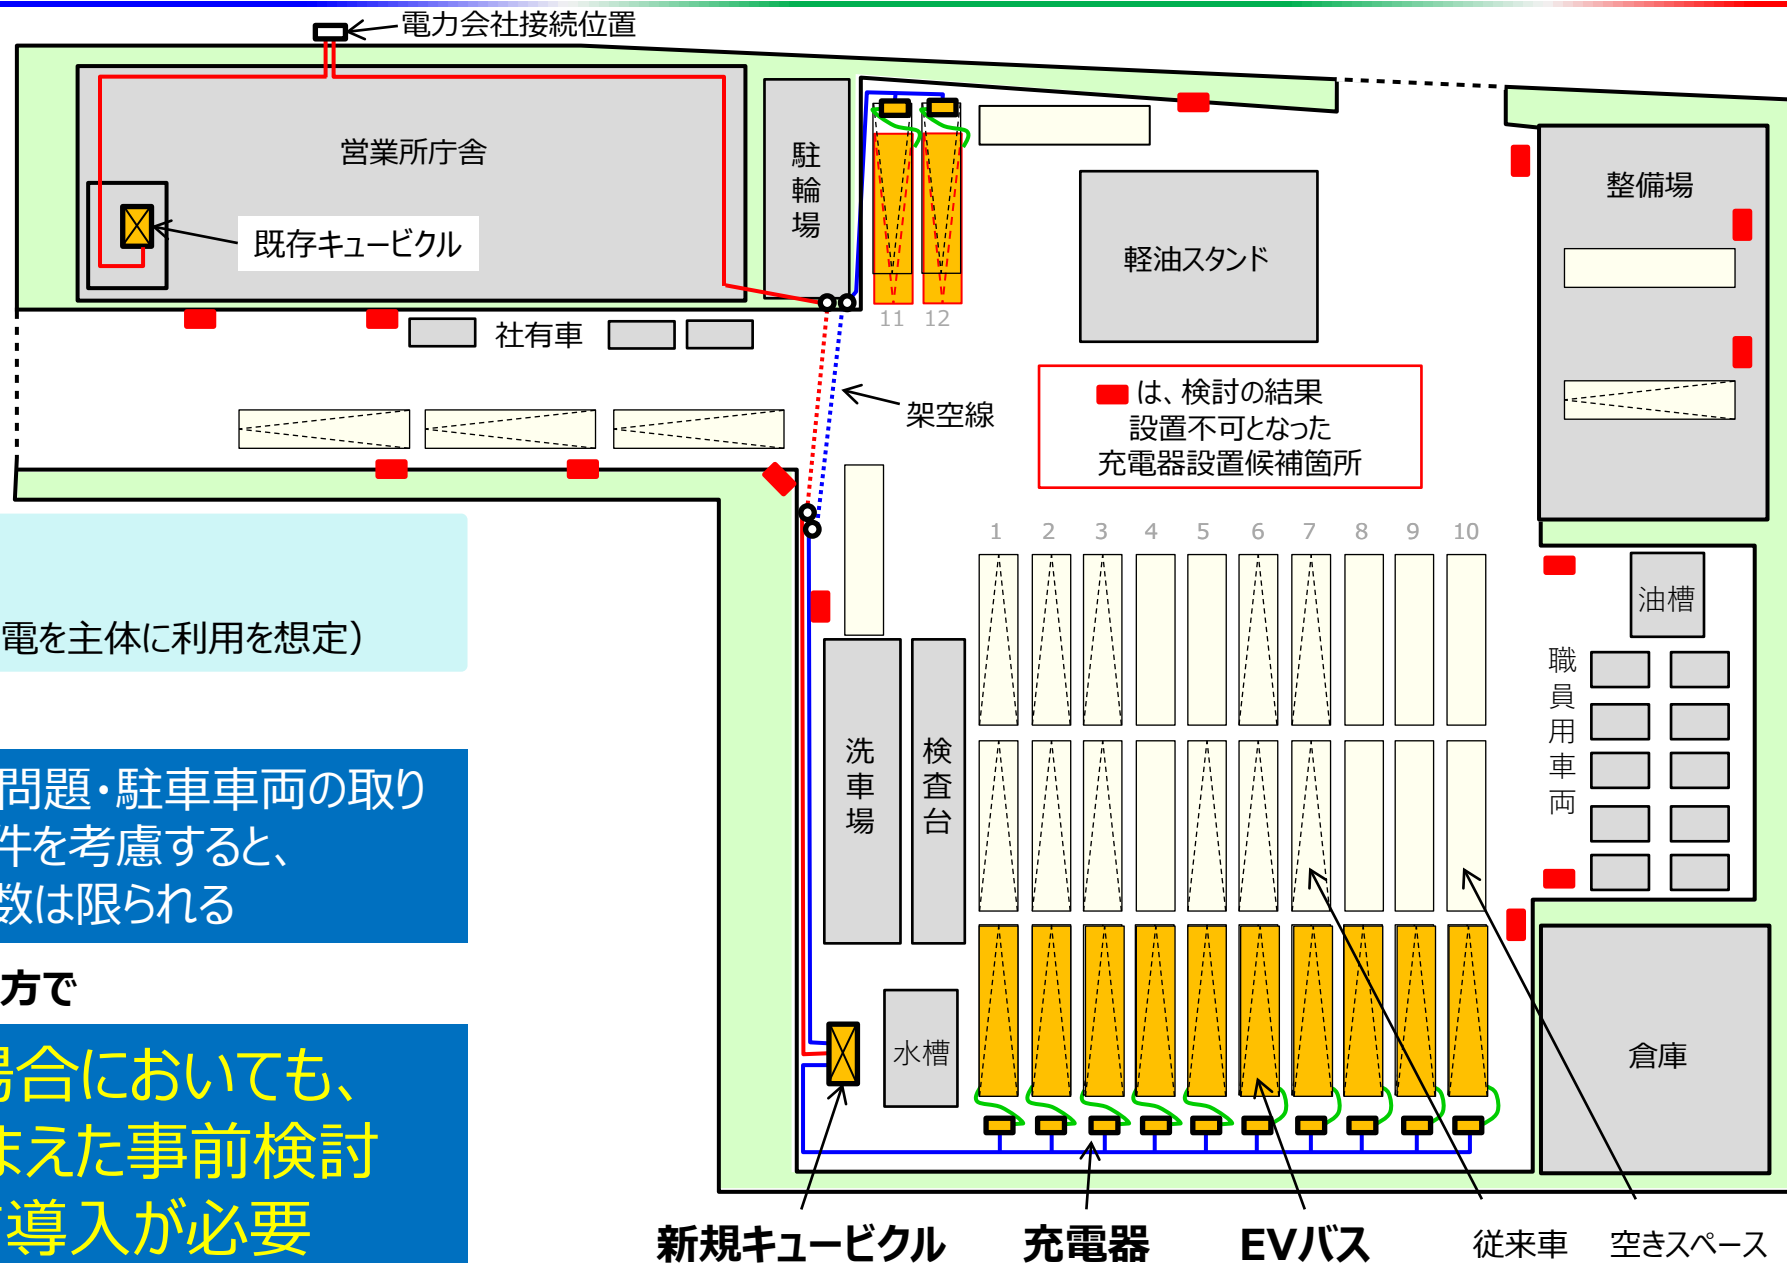 電力会社接続位置
営業所庁舎
駐輪場
既存キュービクル
11
12
軽油スタンド
整備場
社有車
架空線
は、検討の結果
設置不可となった
充電器設置候補箇所
1
2
3
4
5
6
7
8
9
10
油槽
電を主体に利用を想定）
職員用車両
洗車場
検査台
問題・駐車車両の取り
件を考慮すると、
数は限られる
方で
水槽
倉庫
場合においても、
まえた事前検討
導入が必要
新規キュービクル
充電器
EVバス
従来車
空きスペース